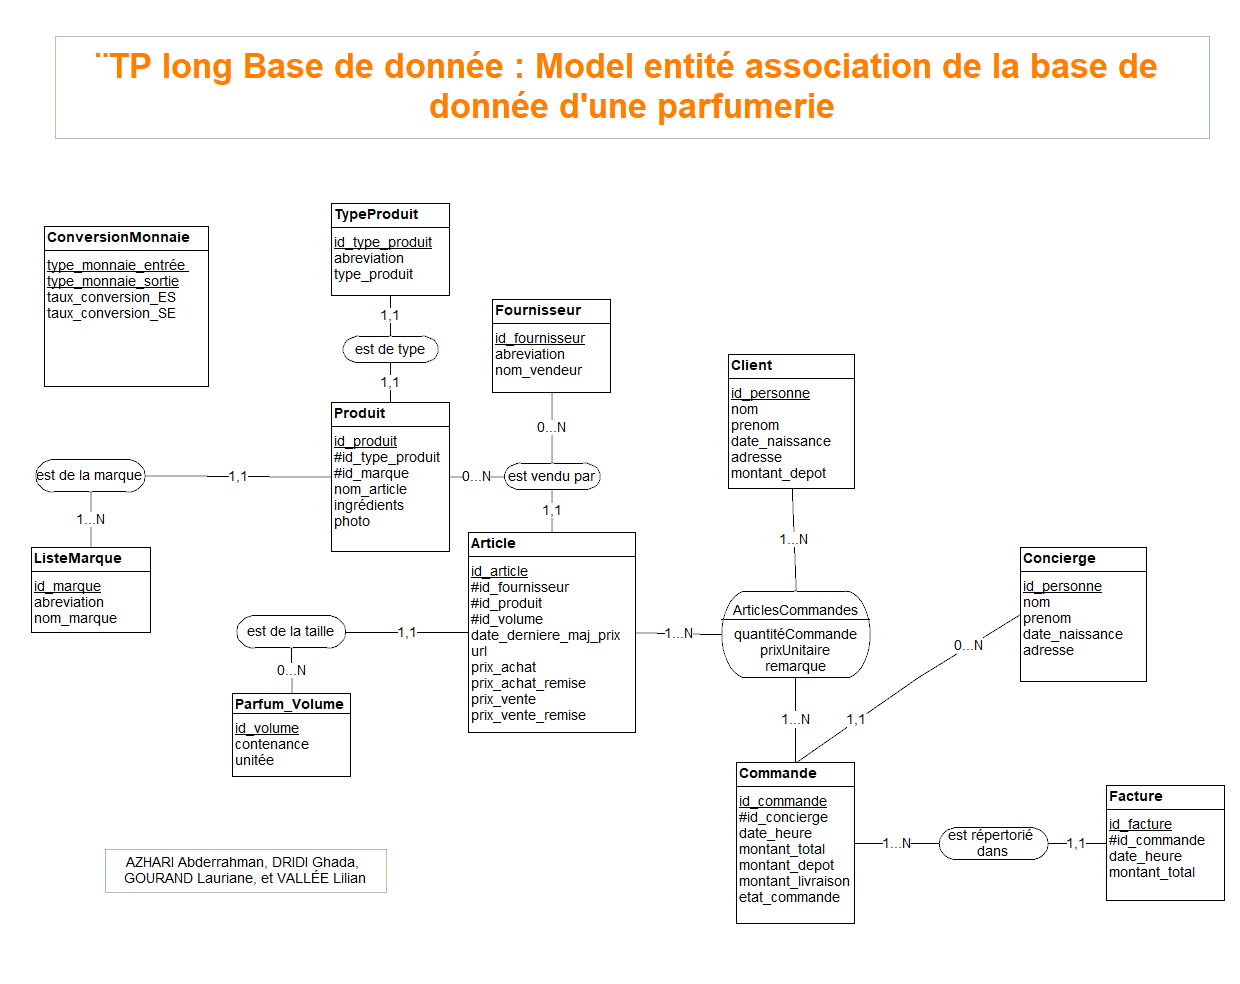 ¨TP long Base de donnée : Model entité association de la base de
donnée d'une parfumerie
ConversionMonnaie
type_monnaie_entrée
type_monnaie_sortie
taux_conversion_ES
taux_conversion_SE
TypeProduit
id_type_produit
abreviation
type_produit
1,1
est de type
1,1
Fournisseur
id_fournisseur
abreviation
nom_vendeur
0...N
Produit
id_produit
#id_type_produit
#id_marque
nom_article
ingrédients
photo
est de la marque
1,1
1...N
ListeMarque
id_marque
abreviation
nom_marque
0...N
est vendu par
1,1
Article
id_article
#id_fournisseur
#id_produit
#id_volume
date_derniere_maj_prix
url
prix_achat
prix_achat_remise
prix_vente
prix_vente_remise
est de la taille
1,1
0...N
Parfum_Volume
id_volume
contenance
unitée
Client
id_personne
nom
prenom
date_naissance
adresse
montant_depot
1...N
1...N
ArticlesCommandes
quantitéCommande
prixUnitaire
remarque
1...N
Concierge
id_personne
nom
prenom
date_naissance
adresse
0...N
1,1
Commande
id_commande
#id_concierge
date_heure
montant_total
montant_depot
montant_livraison
etat_commande
1...N
est répertorié
dans
1,1
Facture
id_facture
#id_commande
date_heure
montant_total
AZHARI Abderrahman, DRIDI Ghada,
GOURAND Lauriane, et VALLÉE Lilian